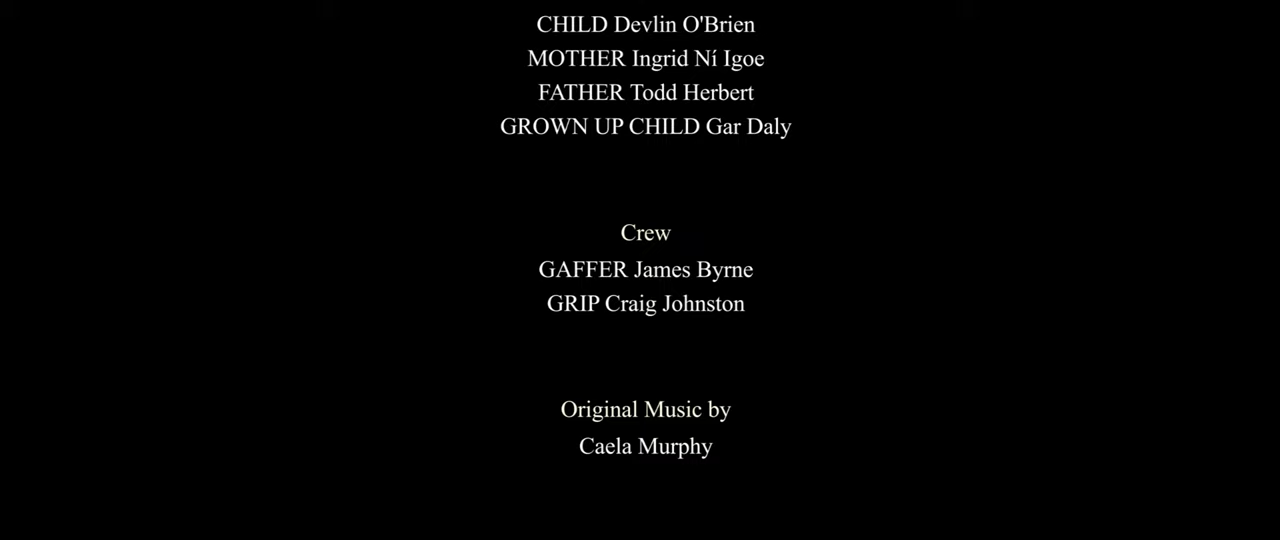 CHILD Devlin O'Brien
MOTHER Ingrid Ní Igoe
FATHER Todd Herbert
GROWN UP CHILD Gar Daly
Crew
GAFFER James Byrne
GRIP Craig Johnston
Original Music by
Caela Murphy